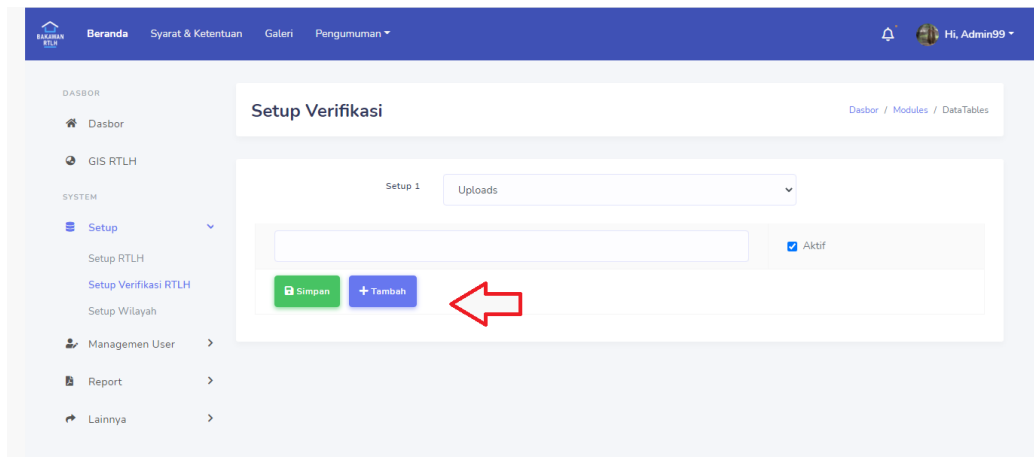 BAKAWAN
RTLH
Beranda Syarat & Ketentuan Galeri Pengumuman
Hi, Admin99
DASBOR
Dasbor
GIS RTLH
SYSTEM
Setup
Setup RTLH
Setup Verifikasi RTLH
Setup Wilayah
Managemen User
Report
Lainnya
Setup Verifikasi
Dasbor / Modules / DataTables
Setup 1 Uploads
Aktif
Simpan Tambah